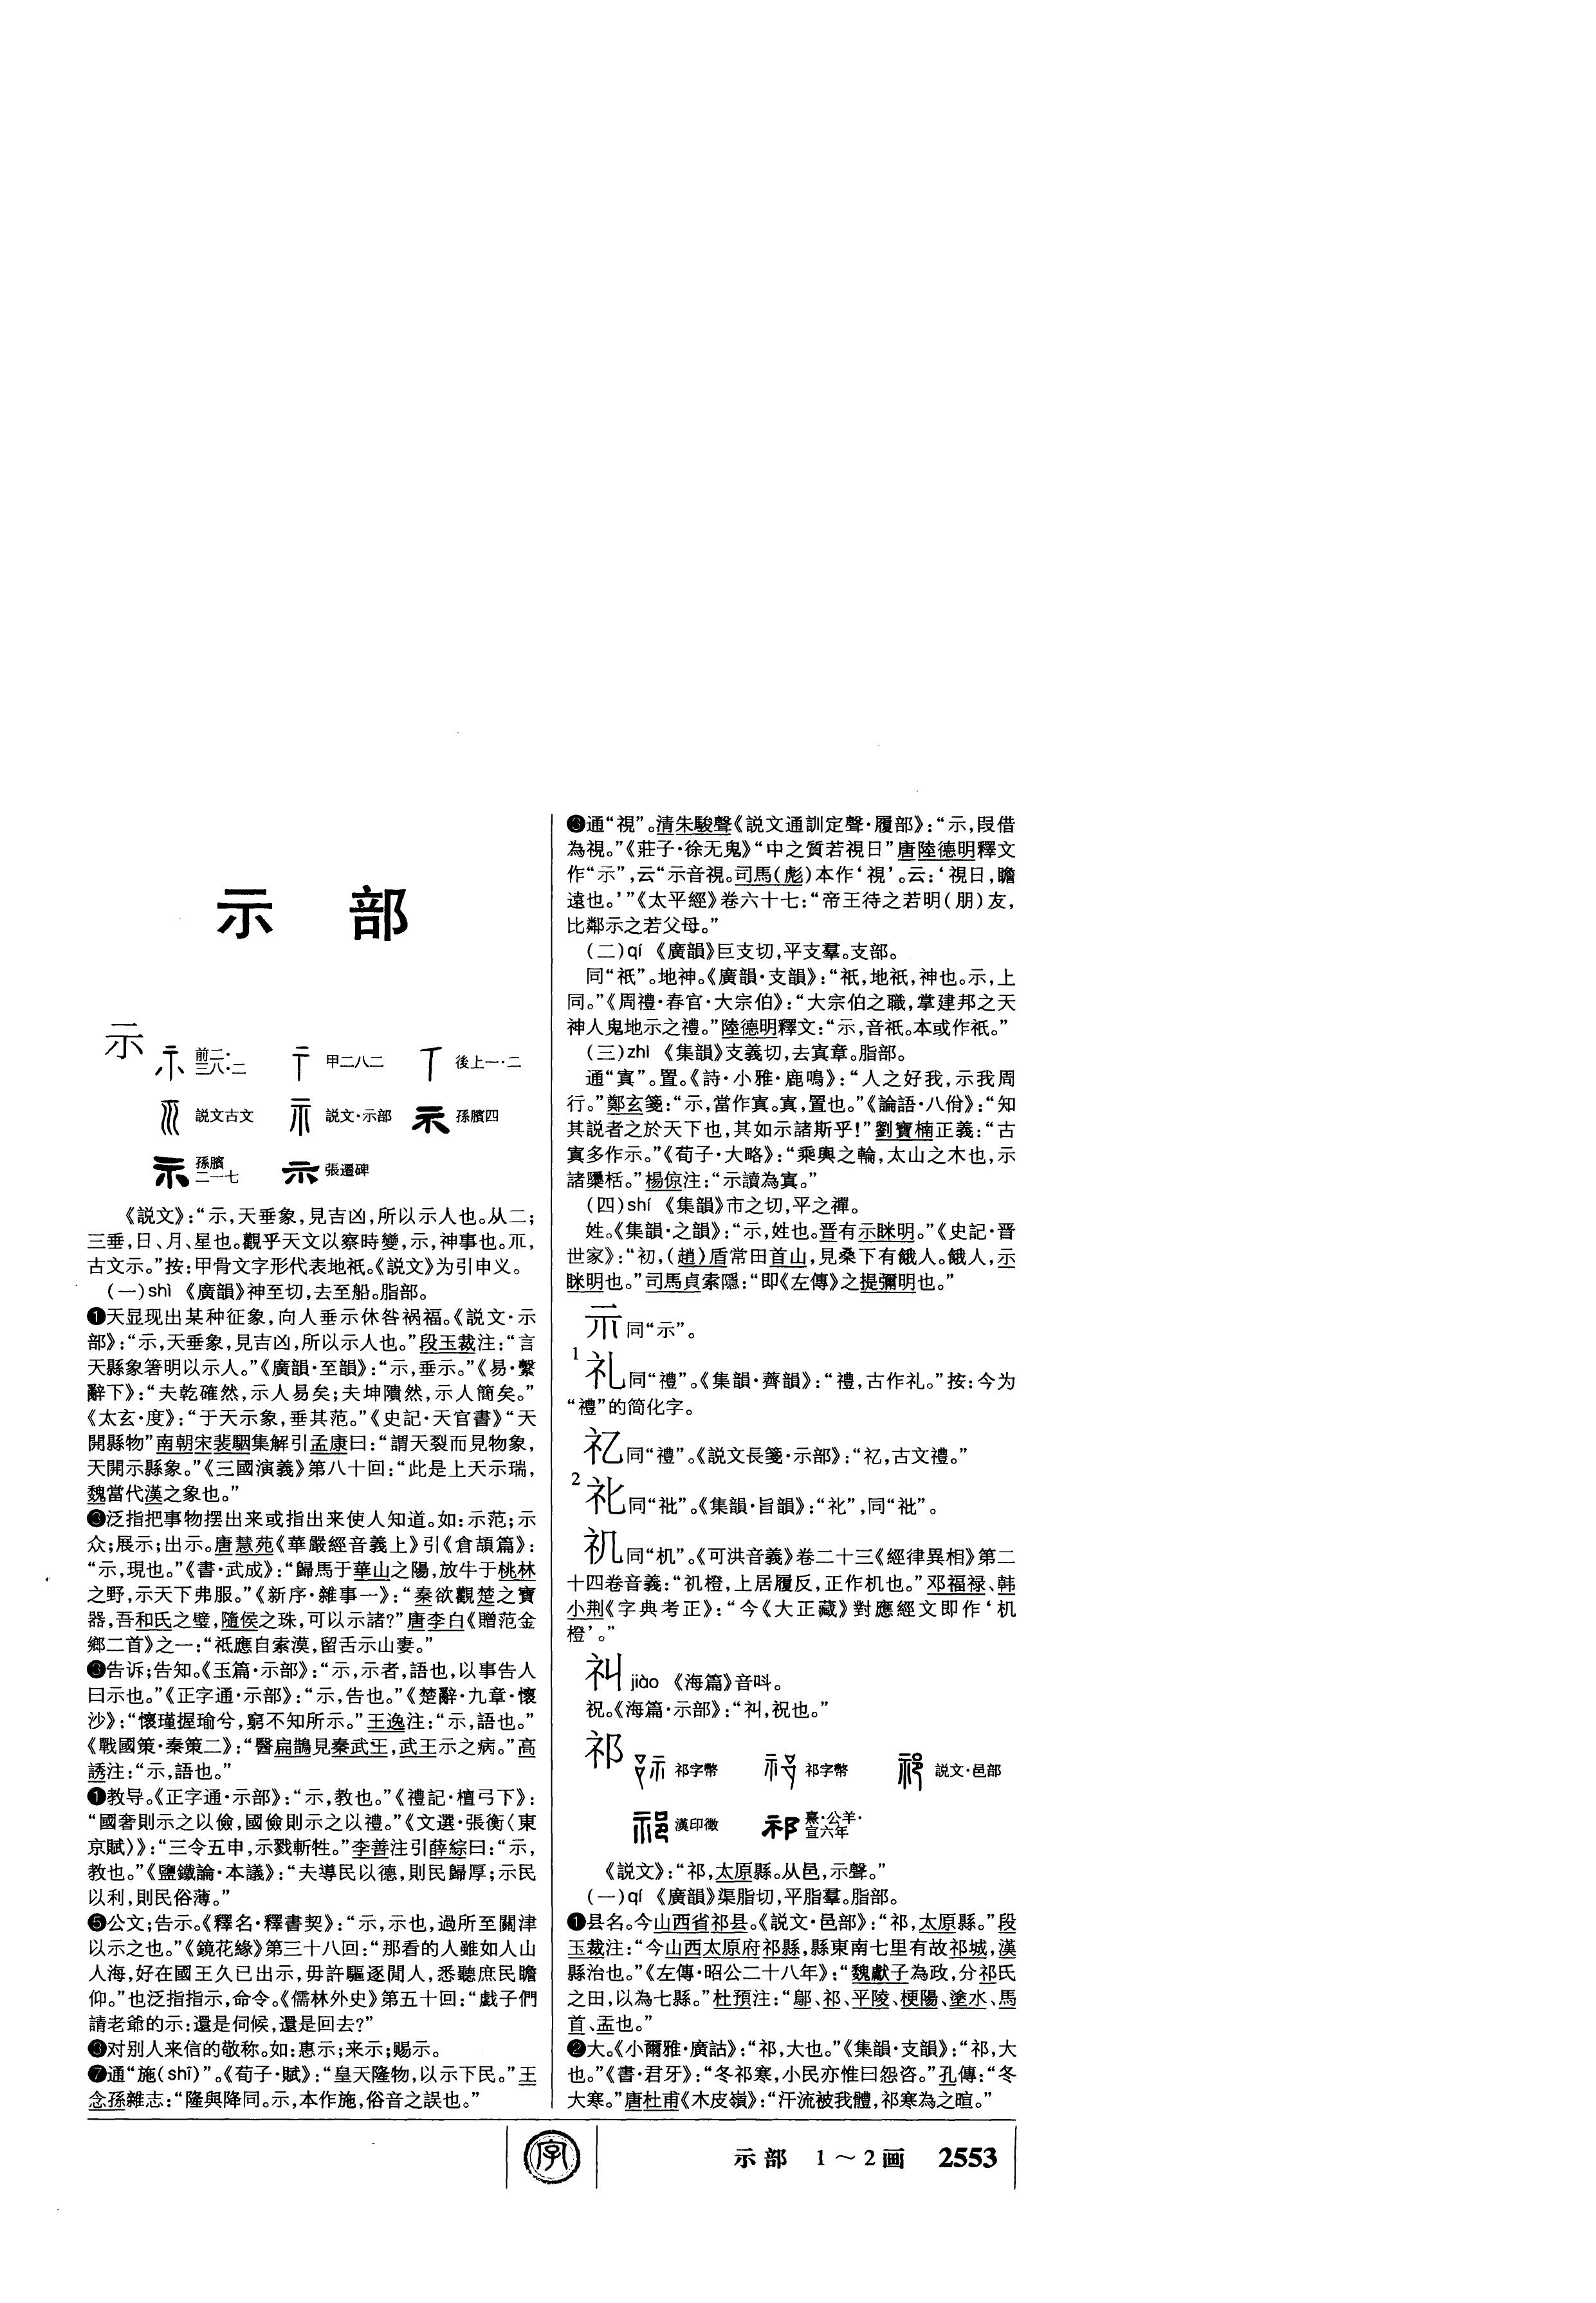 示　部
示
前二·三八·二　甲二八二　後上一·二
説文古文　説文·示部　孫臏四
孫臏二一七　張遷碑
《説文》：“示，天垂象，見吉凶，所以示人也。从二；
三垂，日、月、星也。觀乎天文以察時變，示，神事也。𠕁，
古文示。”按：甲骨文字形代表地祇。《説文》为引申义。
（一）shì　《廣韻》神至切，去至船。脂部。
❶天显现出某种征象，向人垂示休咎祸福。《説文·示
部》：“示，天垂象，見吉凶，所以示人也。”段玉裁注：“言
天縣象箸明以示人。”《廣韻·至韻》：“示，垂示。”《易·繫
辭下》：“夫乾確然，示人易矣；夫坤隤然，示人簡矣。”
《太玄·度》：“于天示象，垂其范。”《史記·天官書》“天
開縣物”南朝宋裴駰集解引孟康曰：“謂天裂而見物象，
天開示縣象。”《三國演義》第八十回：“此是上天示瑞，
魏當代漢之象也。”
❸泛指把事物摆出来或指出来使人知道。如：示范；示
众；展示；出示。唐慧苑《華嚴經音義上》引《倉頡篇》：
“示，現也。”《書·武成》：“歸馬于華山之陽，放牛于桃林
之野，示天下弗服。”《新序·雜事一》：“秦欲觀楚之寶
器，吾和氏之璧，隨侯之珠，可以示諸？”唐李白《贈范金
鄉二首》之一：“祗應自索漠，留舌示山妻。”
❸告诉；告知。《玉篇·示部》：“示，示者，語也，以事告人
曰示也。”《正字通·示部》：“示，告也。”《楚辭·九章·懷
沙》：“懷瑾握瑜兮，窮不知所示。”王逸注：“示，語也。”
《戰國策·秦策二》：“醫扁鵲見秦武王，武王示之病。”高
誘注：“示，語也。”
❶教导。《正字通·示部》：“示，教也。”《禮記·檀弓下》：
“國奢則示之以儉，國儉則示之以禮。”《文選·張衡〈東
京賦〉》：“三令五申，示戮斬牲。”李善注引薛綜曰：“示，
教也。”《鹽鐵論·本議》：“夫導民以德，則民歸厚；示民
以利，則民俗薄。”
❺公文；告示。《釋名·釋書契》：“示，示也，過所至關津
以示之也。”《鏡花緣》第三十八回：“那看的人雖如人山
人海，好在國王久已出示，毋許驅逐閒人，悉聽庶民瞻
仰。”也泛指指示，命令。《儒林外史》第五十回：“戲子們
請老爺的示：還是伺候，還是回去？”
❸对别人来信的敬称。如：惠示；来示；赐示。
❼通“施（shī）”。《荀子·賦》：“皇天隆物，以示下民。”王
念孫雜志：“隆與降同。示，本作施，俗音之誤也。”
❸通“視”。清朱駿聲《説文通訓定聲·履部》：“示，叚借
為視。”《莊子·徐无鬼》“中之質若視日”唐陸德明釋文
作“示”，云“示音視。司馬（彪）本作‘視’。云：‘視日，瞻
遠也。’”《太平經》卷六十七：“帝王待之若明（朋）友，
比鄰示之若父母。”
（二）qí　《廣韻》巨支切，平支羣。支部。
同“祇”。地神。《廣韻·支韻》：“祇，地祇，神也。示，上
同。”《周禮·春官·大宗伯》：“大宗伯之職，掌建邦之天
神人鬼地示之禮。”陸德明釋文：“示，音祇。本或作祇。”
（三）zhì　《集韻》支義切，去寘章。脂部。
通“寘”。置。《詩·小雅·鹿鳴》：“人之好我，示我周
行。”鄭玄箋：“示，當作寘。寘，置也。”《論語·八佾》：“知
其説者之於天下也，其如示諸斯乎！”劉寶楠正義：“古
寘多作示。”《荀子·大略》：“乘輿之輪，太山之木也，示
諸檃栝。”楊倞注：“示讀為寘。”
（四）shí　《集韻》市之切，平之禪。
姓。《集韻·之韻》：“示，姓也。晋有示眯明。”《史記·晋
世家》：“初，（趙）盾常田首山，見桑下有餓人。餓人，示
眯明也。”司馬貞索隱：“即《左傳》之提彌明也。”
𥘅同“示”。
1礼同“禮”。《集韻·薺韻》：“禮，古作礼。”按：今为
“禮”的简化字。
𥘆同“禮”。《説文長箋·示部》：“𥘆，古文禮。”
2𥘈同“祉”。《集韻·旨韻》：“𥘈”，同“祉”。
礽同“机”。《可洪音義》卷二十三《經律異相》第二
十四卷音義：“礽橙，上居履反，正作机也。”邓福禄、韩
小荆《字典考正》：“今《大正藏》對應經文即作‘机
橙’。”
䄃jiào　《海篇》音呌。
祝。《海篇·示部》：“䄃，祝也。”
祁
祁字幣　祁字幣　説文·邑部
漢印徵　熹·公羊·宣六年
《説文》：“祁，太原縣。从邑，示聲。”
（一）qí　《廣韻》渠脂切，平脂羣。脂部。
❶县名。今山西省祁县。《説文·邑部》：“祁，太原縣。”段
玉裁注：“今山西太原府祁縣，縣東南七里有故祁城，漢
縣治也。”《左傳·昭公二十八年》：“魏獻子為政，分祁氏
之田，以為七縣。”杜預注：“鄔、祁、平陵、梗陽、塗水、馬
首、盂也。”
❷大。《小爾雅·廣詁》：“祁，大也。”《集韻·支韻》：“祁，大
也。”《書·君牙》：“冬祁寒，小民亦惟曰怨咨。”孔傳：“冬
大寒。”唐杜甫《木皮嶺》：“汗流被我體，祁寒為之暄。”
字
示部　1～2画　2553